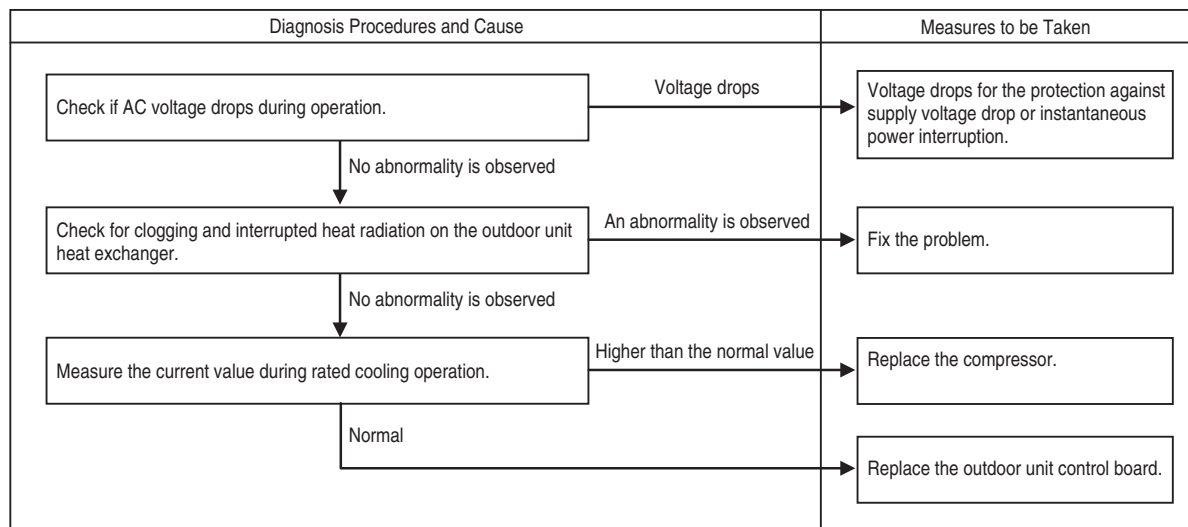 Diagnosis Procedures and Cause
Measures to be Taken
Check if AC voltage drops during operation.
Voltage drops
Voltage drops for the protection against
supply voltage drop or instantaneous
power interruption.
No abnormality is observed
Check for clogging and interrupted heat radiation on the outdoor unit
heat exchanger.
An abnormality is observed
Fix the problem.
No abnormality is observed
Measure the current value during rated cooling operation.
Higher than the normal value
Replace the compressor.
Normal
Replace the outdoor unit control board.